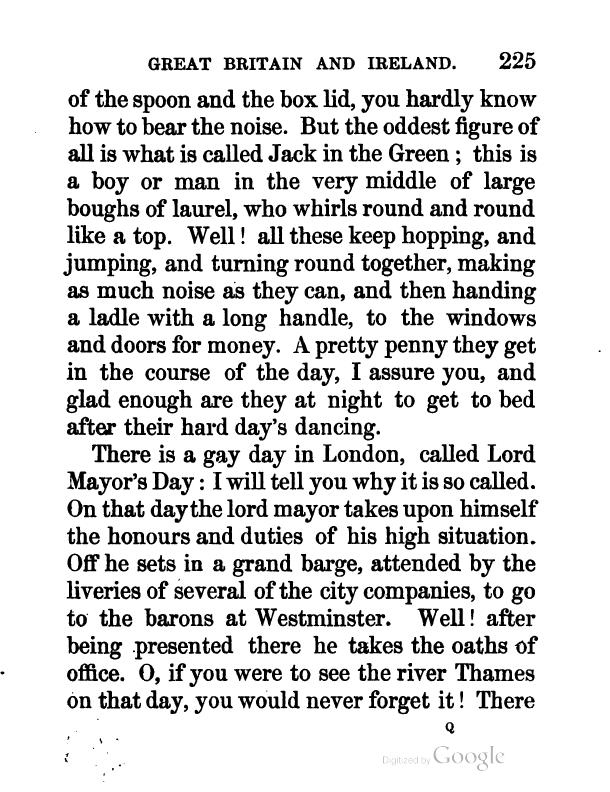 GREAT BRITAIN AND IRELAND. 225
of the spoon and the box lid, you hardly know
how to bear the noise. But the oddest figure of
all is what is called Jack in the Green ; this is
a boy or man in the very middle of large
boughs of laurel, who whirls round and round
like a top. Well! all these keep hopping, and
jumping, and turning round together, making
as much noise as they can, and then handing
a ladle with a long handle, to the windows
and doors for money. A pretty penny they get
in the course of the day, I assure you, and
glad enough are they at night to get to bed
after their hard day's dancing.
There is a gay day in London, called Lord
Mayor's Day : I will tell you why it is so called.
On that day the lord mayor takes upon himself
the honours and duties of his high situation.
Off he sets in a grand barge, attended by the
liveries of several of the city companies, to go
to the barons at Westminster. Well! after
being presented there he takes the oaths of
office. O, if you were to see the river Thames
on that day, you would never forget it! There
Q
Digitized by Google